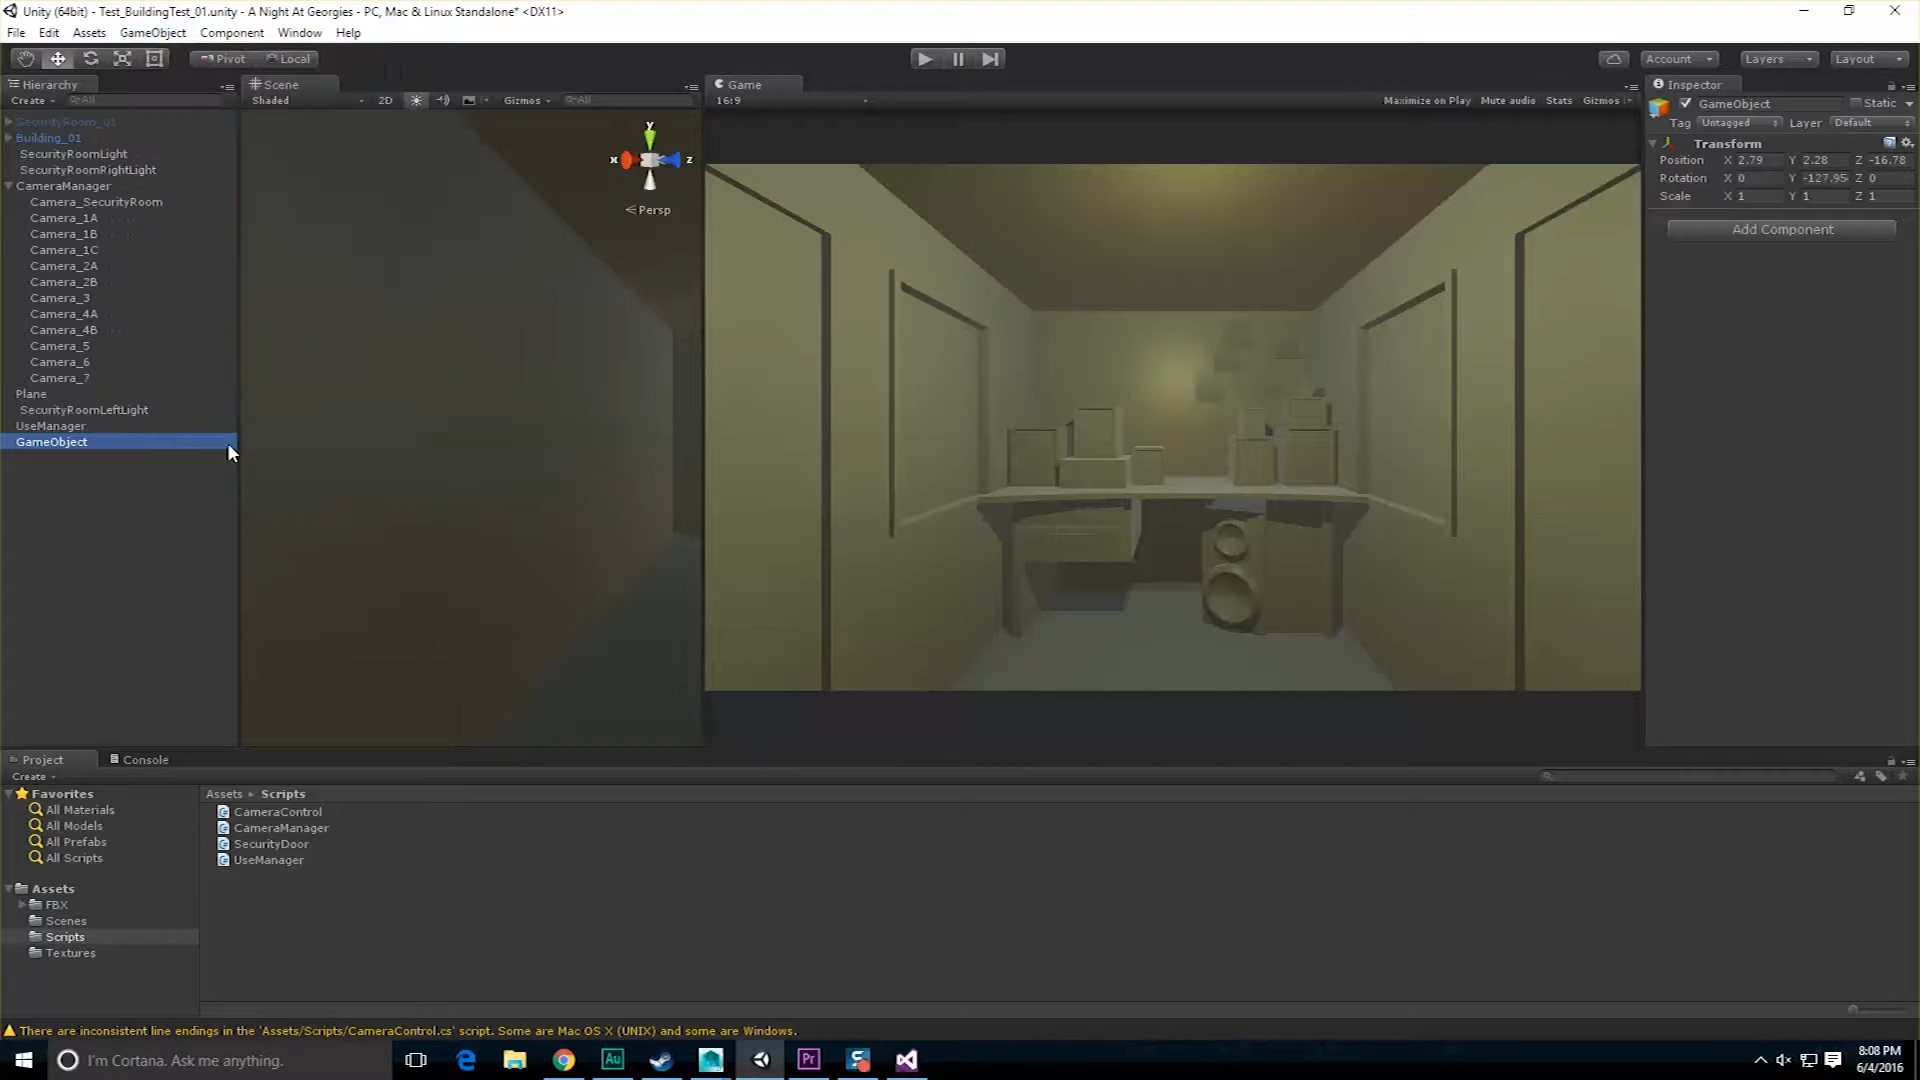 Unity (64bit) - Test_BuildingTest_01.unity - A Night At Georgies - PC, Mac & Linux Standalone* <DX11>
File Edit Assets GameObject Component Window Help
Pivot Local Account Layers Layout
Hierarchy
Create All
SecurityRoom_01
Building_01
SecurityRoomLight
SecurityRoomRightLight
CameraManager
Camera_SecurityRoom
Camera_1A
Camera_1B
Camera_1C
Camera_2A
Camera_2B
Camera_3
Camera_4A
Camera_4B
Camera_5
Camera_6
Camera_7
Plane
SecurityRoomLeftLight
UseManager
GameObject
Scene
Shaded 2D Gizmos All
y
x z
Persp
Game
16:9 Maximize on Play Mute audio Stats Gizmos
Inspector
GameObject Static
Tag Untagged Layer Default
Transform
Position X 2.79 Y 2.28 Z -16.78
Rotation X 0 Y -127.95 Z 0
Scale X 1 Y 1 Z 1
Add Component
Project Console
Create
Favorites
All Materials
All Models
All Prefabs
All Scripts
Assets
FBX
Scenes
Scripts
Textures
Assets Scripts
CameraControl
CameraManager
SecurityDoor
UseManager
There are inconsistent line endings in the 'Assets/Scripts/CameraControl.cs' script. Some are Mac OS X (UNIX) and some are Windows.
I'm Cortana. Ask me anything.
Au
Pr
8:08 PM
6/4/2016